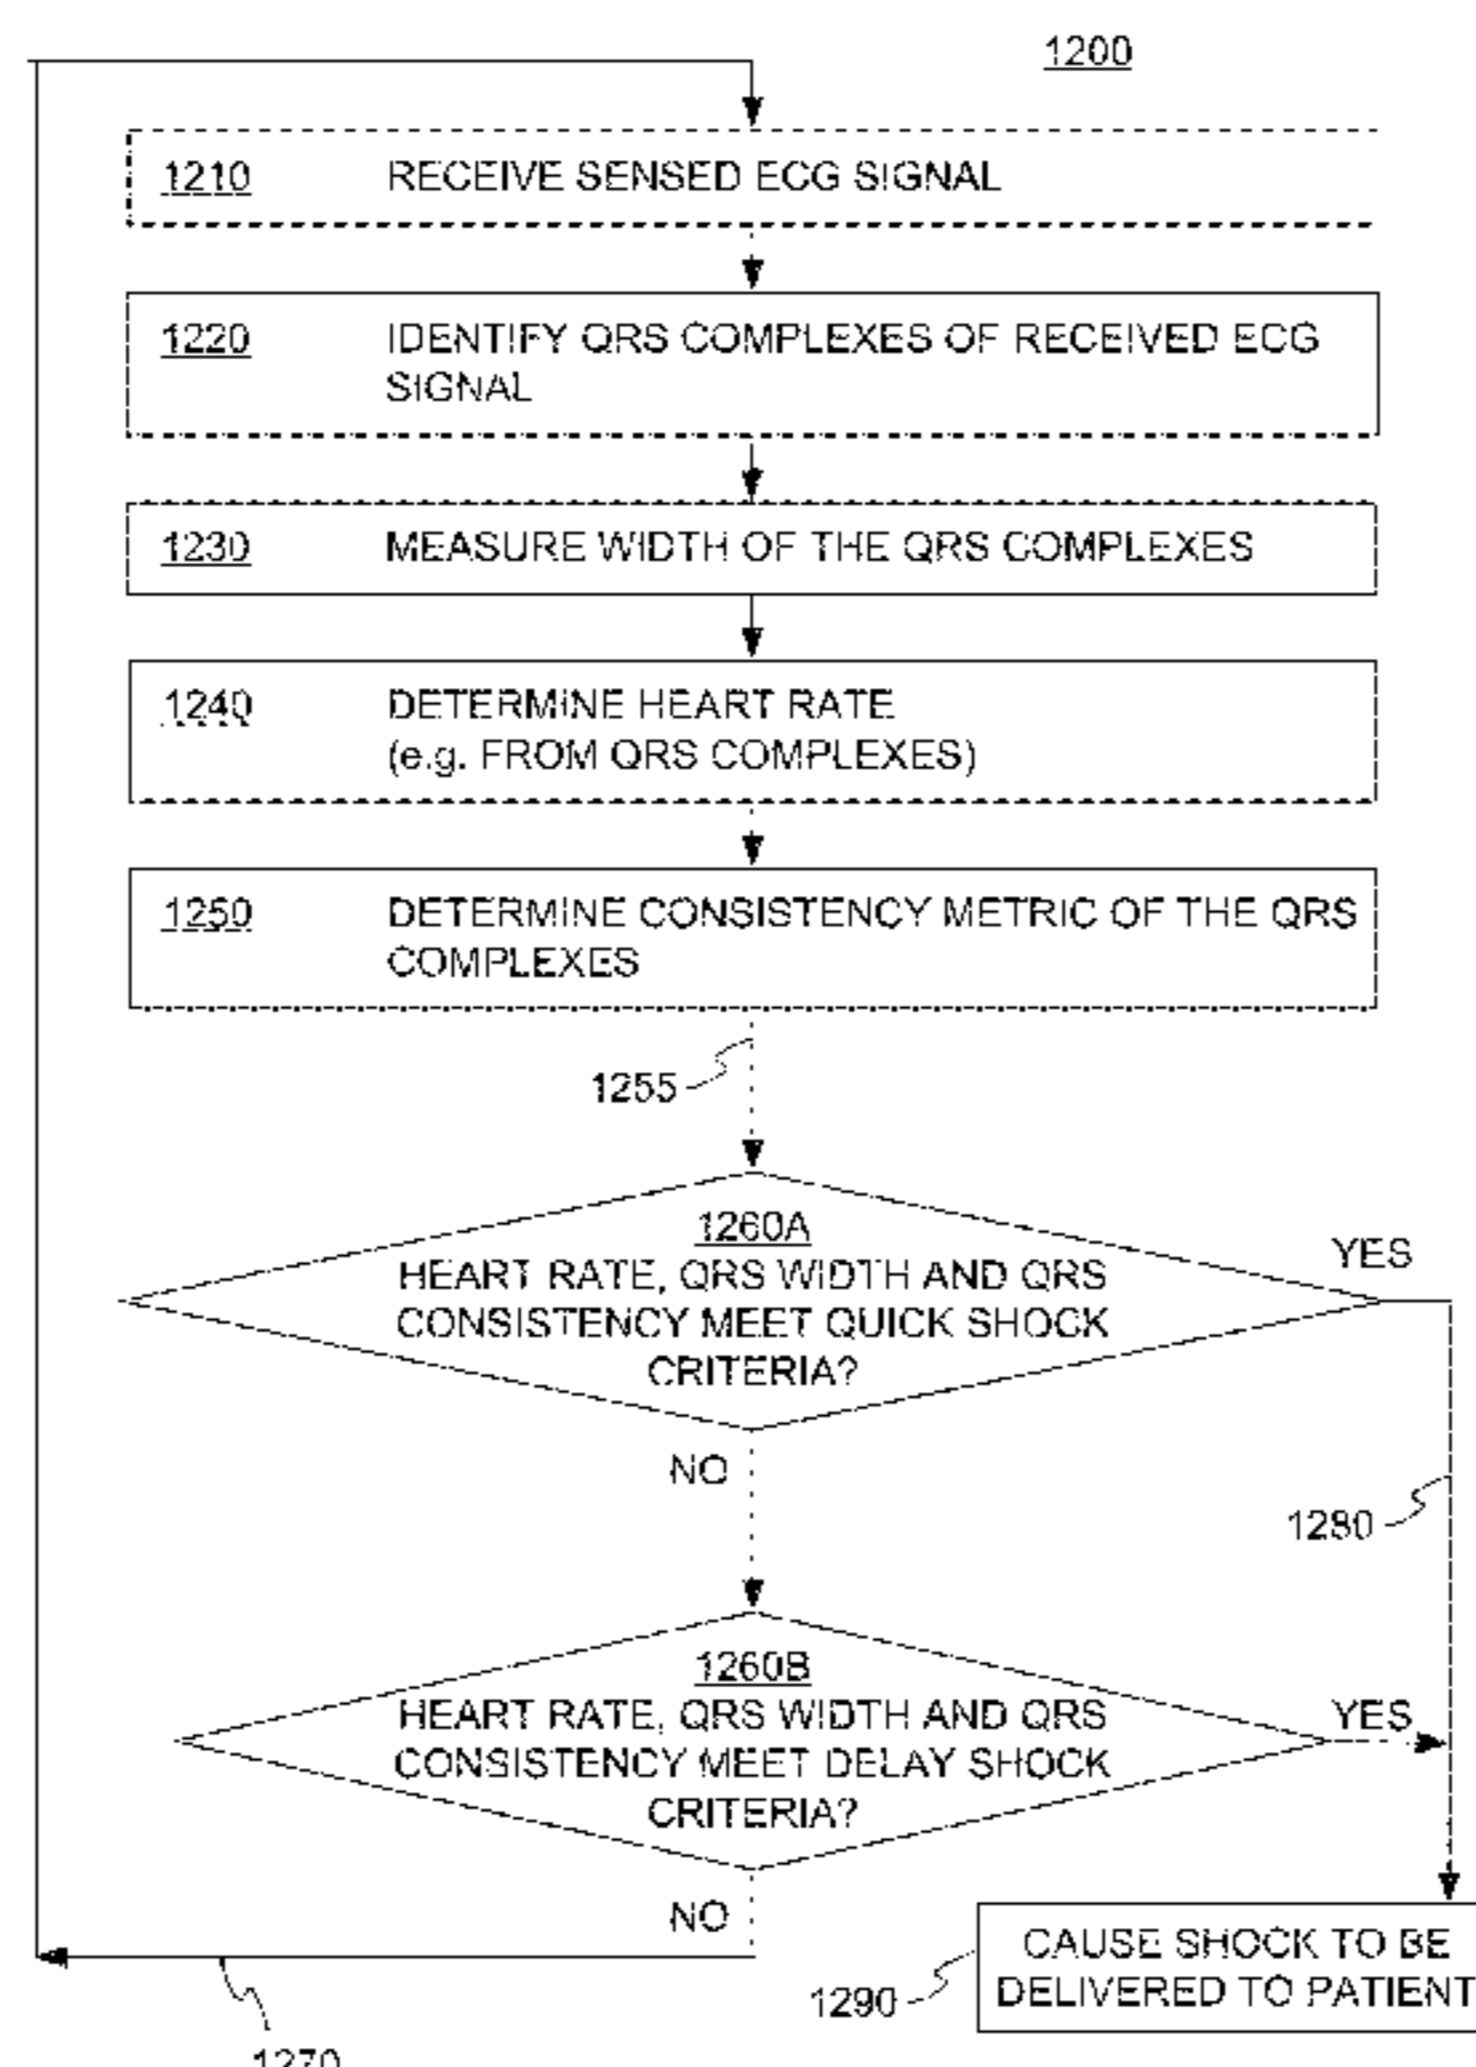 1200
1210 RECEIVE SENSED ECG SIGNAL
1220 IDENTIFY QRS COMPLEXES OF RECEIVED ECG
SIGNAL
1230 MEASURE WIDTH OF THE QRS COMPLEXES
1240 DETERMINE HEART RATE
(e.g. FROM QRS COMPLEXES)
1250 DETERMINE CONSISTENCY METRIC OF THE QRS
COMPLEXES
1255
1260A
HEART RATE, QRS WIDTH AND QRS
CONSISTENCY MEET QUICK SHOCK
CRITERIA?
YES
NO
1280
1260B
HEART RATE, QRS WIDTH AND QRS
CONSISTENCY MEET DELAY SHOCK
CRITERIA?
YES
NO
CAUSE SHOCK TO BE
DELIVERED TO PATIENT
1290
1270